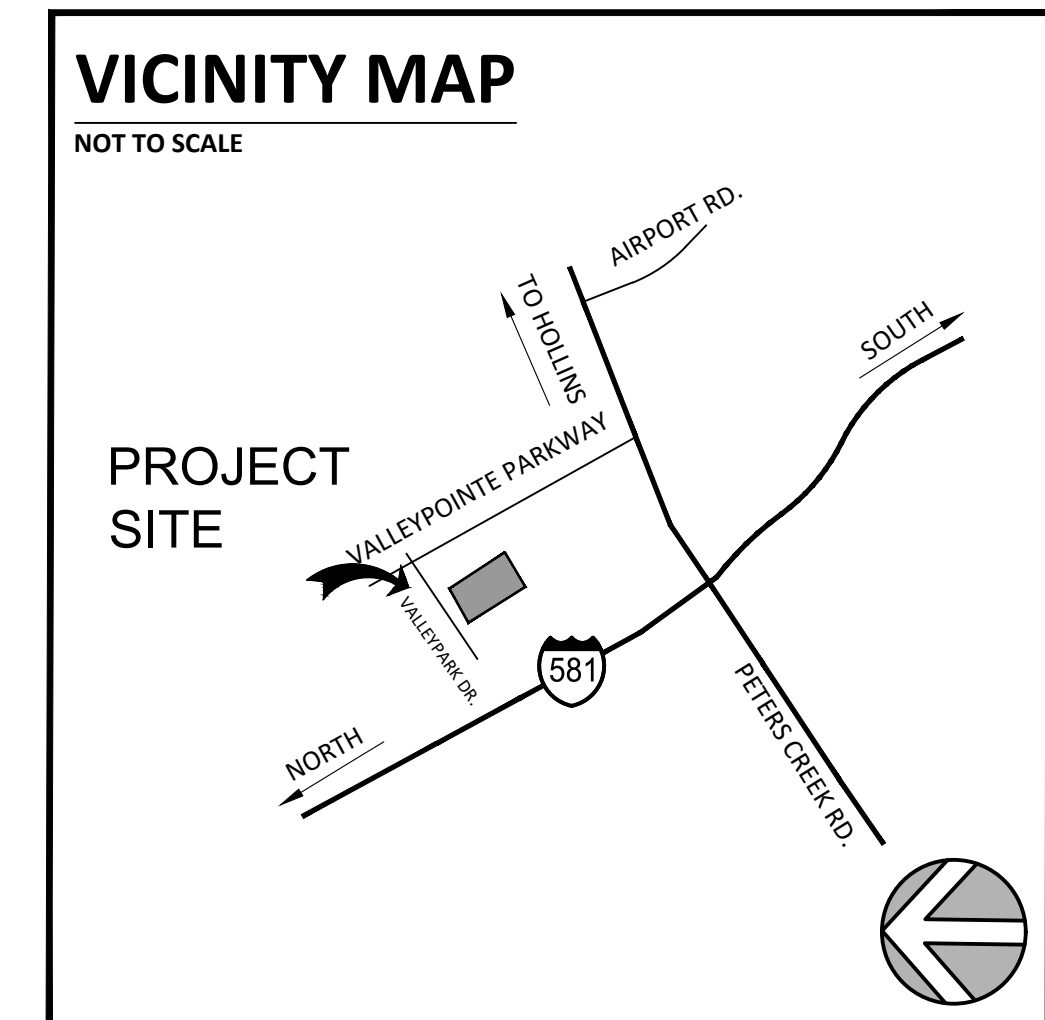 VICINITY MAP
NOT TO SCALE
AIRPORT RD.
TO HOLLINS
SOUTH
VALLEYPOINTE PARKWAY
PROJECT
SITE
VALLEYPARK DR.
581
PETERS CREEK RD.
NORTH